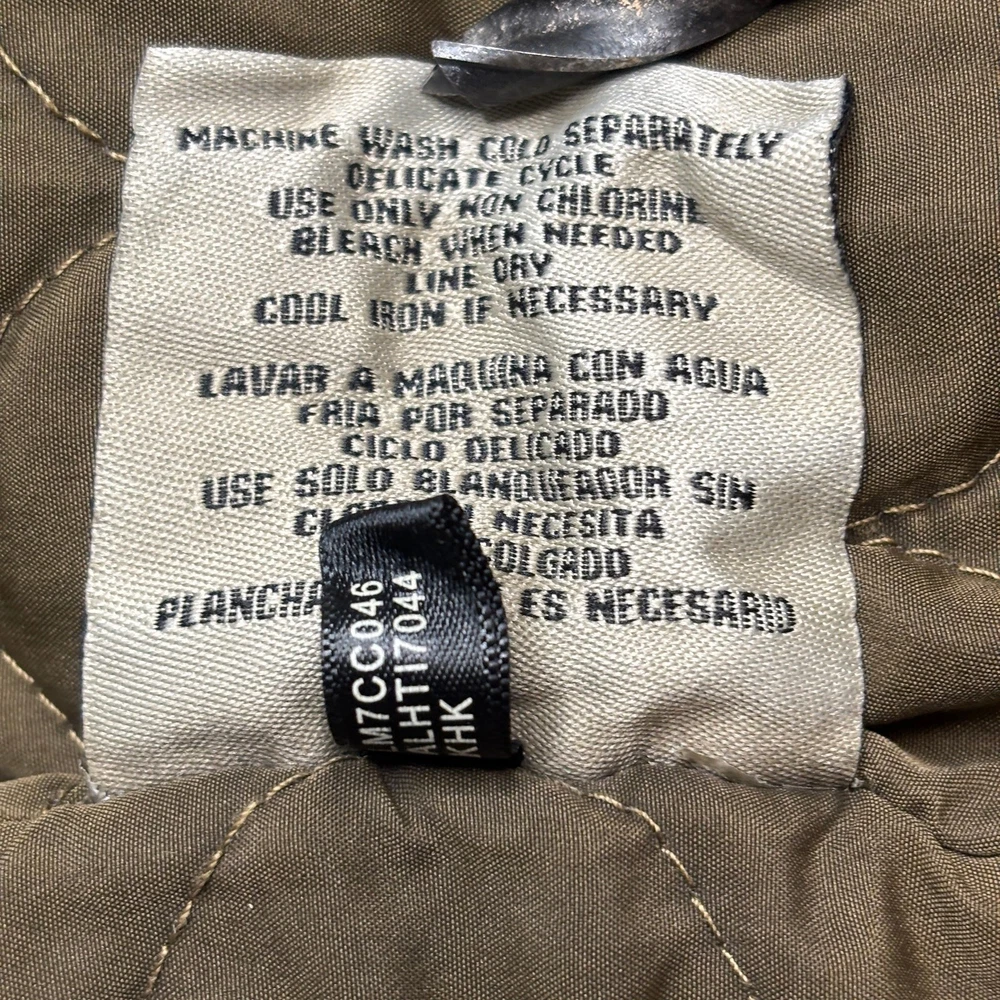 MACHINE WASH COLD SEPARATELY
DELICATE CYCLE
USE ONLY NON CHLORINE
BLEACH WHEN NEEDED
LINE DRY
COOL IRON IF NECESSARY
LAVAR A MAQUINA CON AGUA
FRIA POR SEPARADO
CICLO DELICADO
USE SOLO BLANQUEADOR SIN
NECESITA
COLGADO
ES NECESARIO
M7CC046
ALHTI7044
KHK